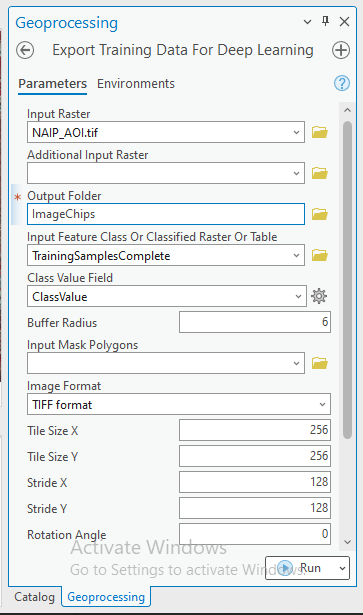 Geoprocessing
Export Training Data For Deep Learning
Parameters Environments
?
Input Raster
NAIP_AOI.tif
Additional Input Raster
* Output Folder
ImageChips
Input Feature Class Or Classified Raster Or Table
TrainingSamplesComplete
Class Value Field
ClassValue
Buffer Radius 6
Input Mask Polygons
Image Format
TIFF format
Tile Size X 256
Tile Size Y 256
Stride X 128
Stride Y 128
Rotation Angle 0
Activate Windows
Run
Go to Settings to activate Windows.
Catalog Geoprocessing